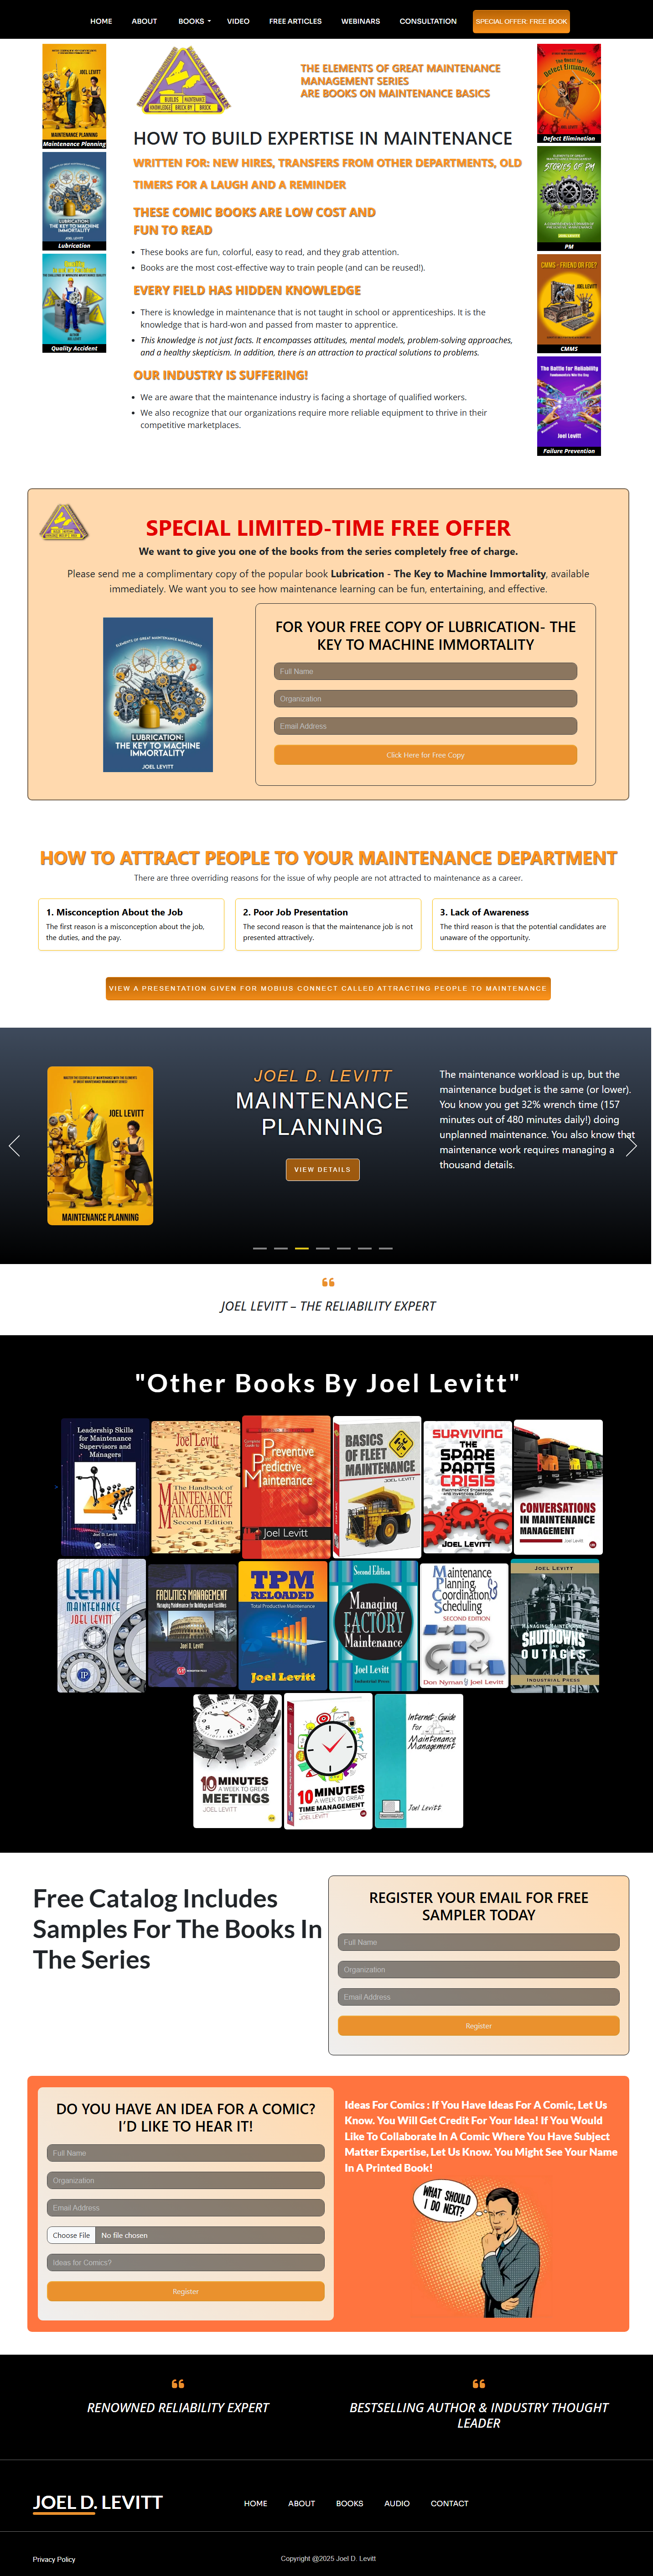 HOME ABOUT BOOKS VIDEO FREE ARTICLES WEBINARS CONSULTATION SPECIAL OFFER: FREE BOOK
JOEL LEVITT
MAINTENANCE PLANNING
Maintenance Planning
LUBRICATION:
THE KEY TO MACHINE
IMMORTALITY
Lubrication
Quality Accident
THE ELEMENTS OF GREAT MAINTENANCE
MANAGEMENT SERIES
ARE BOOKS ON MAINTENANCE BASICS
HOW TO BUILD EXPERTISE IN MAINTENANCE
WRITTEN FOR: NEW HIRES, TRANSFERS FROM OTHER DEPARTMENTS, OLD
TIMERS FOR A LAUGH AND A REMINDER
THESE COMIC BOOKS ARE LOW COST AND
FUN TO READ
These books are fun, colorful, easy to read, and they grab attention.
Books are the most cost-effective way to train people (and can be reused!).
EVERY FIELD HAS HIDDEN KNOWLEDGE
There is knowledge in maintenance that is not taught in school or apprenticeships. It is the
knowledge that is hard-won and passed from master to apprentice.
This knowledge is not just facts. It encompasses attitudes, mental models, problem-solving approaches,
and a healthy skepticism. In addition, there is an attraction to practical solutions to problems.
OUR INDUSTRY IS SUFFERING!
We are aware that the maintenance industry is facing a shortage of qualified workers.
We also recognize that our organizations require more reliable equipment to thrive in their
competitive marketplaces.
Defect Elimination
Defect Elimination
STORIES OF PM
PM
CMMS - FRIEND OR FOE?
JOEL LEVITT
CMMS
The Battle for Reliability
Joel Levitt
Failure Prevention
SPECIAL LIMITED-TIME FREE OFFER
We want to give you one of the books from the series completely free of charge.
Please send me a complimentary copy of the popular book Lubrication - The Key to Machine Immortality, available
immediately. We want you to see how maintenance learning can be fun, entertaining, and effective.
ELEMENTS OF GREAT MAINTENANCE MANAGEMENT
LUBRICATION:
THE KEY TO MACHINE
IMMORTALITY
JOEL LEVITT
FOR YOUR FREE COPY OF LUBRICATION- THE
KEY TO MACHINE IMMORTALITY
Full Name
Organization
Email Address
Click Here for Free Copy
HOW TO ATTRACT PEOPLE TO YOUR MAINTENANCE DEPARTMENT
There are three overriding reasons for the issue of why people are not attracted to maintenance as a career.
1. Misconception About the Job
The first reason is a misconception about the job,
the duties, and the pay.
2. Poor Job Presentation
The second reason is that the maintenance job is not
presented attractively.
3. Lack of Awareness
The third reason is that the potential candidates are
unaware of the opportunity.
VIEW A PRESENTATION GIVEN FOR MOBIUS CONNECT CALLED ATTRACTING PEOPLE TO MAINTENANCE
JOEL LEVITT
MAINTENANCE PLANNING
JOEL D. LEVITT
MAINTENANCE
PLANNING
VIEW DETAILS
The maintenance workload is up, but the
maintenance budget is the same (or lower).
You know you get 32% wrench time (157
minutes out of 480 minutes daily!) doing
unplanned maintenance. You also know that
maintenance work requires managing a
thousand details.
JOEL LEVITT – THE RELIABILITY EXPERT
"Other Books By Joel Levitt"
Leadership Skills
for Maintenance
Supervisors and
Managers
Joel D. Levitt
Joel Levitt
The Handbook of
MAINTENANCE
MANAGEMENT
Second Edition
Preventive
Predictive
Maintenance
Joel Levitt
BASICS
OF FLEET
MAINTENANCE
JOEL LEVITT
SURVIVING
THE
SPARE
PARTS
CRISIS
JOEL LEVITT
CONVERSATIONS
IN MAINTENANCE
MANAGEMENT
Joel Levitt
LEAN
MAINTENANCE
JOEL LEVITT
FACILITIES MANAGEMENT
Joel D. Levitt
TPM
RELOADED
Total Productive Maintenance
Joel Levitt
Second Edition
Managing
FACTORY
Maintenance
Joel Levitt
Industrial Press
Maintenance
Planning,
Coordination,
& Scheduling
SECOND EDITION
Don Nyman & Joel Levitt
JOEL LEVITT
MANAGING MAINTENANCE
SHUTDOWNS
OUTAGES
INDUSTRIAL PRESS
10 MINUTES
A WEEK TO GREAT
MEETINGS
JOEL LEVITT
10 MINUTES
A WEEK TO GREAT
TIME MANAGEMENT
JOEL LEVITT
Internet Guide
for
Maintenance
Management
Joel Levitt
Free Catalog Includes
Samples For The Books In
The Series
REGISTER YOUR EMAIL FOR FREE
SAMPLER TODAY
Full Name
Organization
Email Address
Register
DO YOU HAVE AN IDEA FOR A COMIC?
I'D LIKE TO HEAR IT!
Full Name
Organization
Email Address
Choose File No file chosen
Ideas for Comics?
Register
Ideas For Comics : If You Have Ideas For A Comic, Let Us
Know. You Will Get Credit For Your Idea! If You Would
Like To Collaborate In A Comic Where You Have Subject
Matter Expertise, Let Us Know. You Might See Your Name
In A Printed Book!
WHAT SHOULD
I DO NEXT?
RENOWNED RELIABILITY EXPERT
BESTSELLING AUTHOR & INDUSTRY THOUGHT
LEADER
JOEL D. LEVITT
HOME ABOUT BOOKS AUDIO CONTACT
Privacy Policy
Copyright @2025 Joel D. Levitt